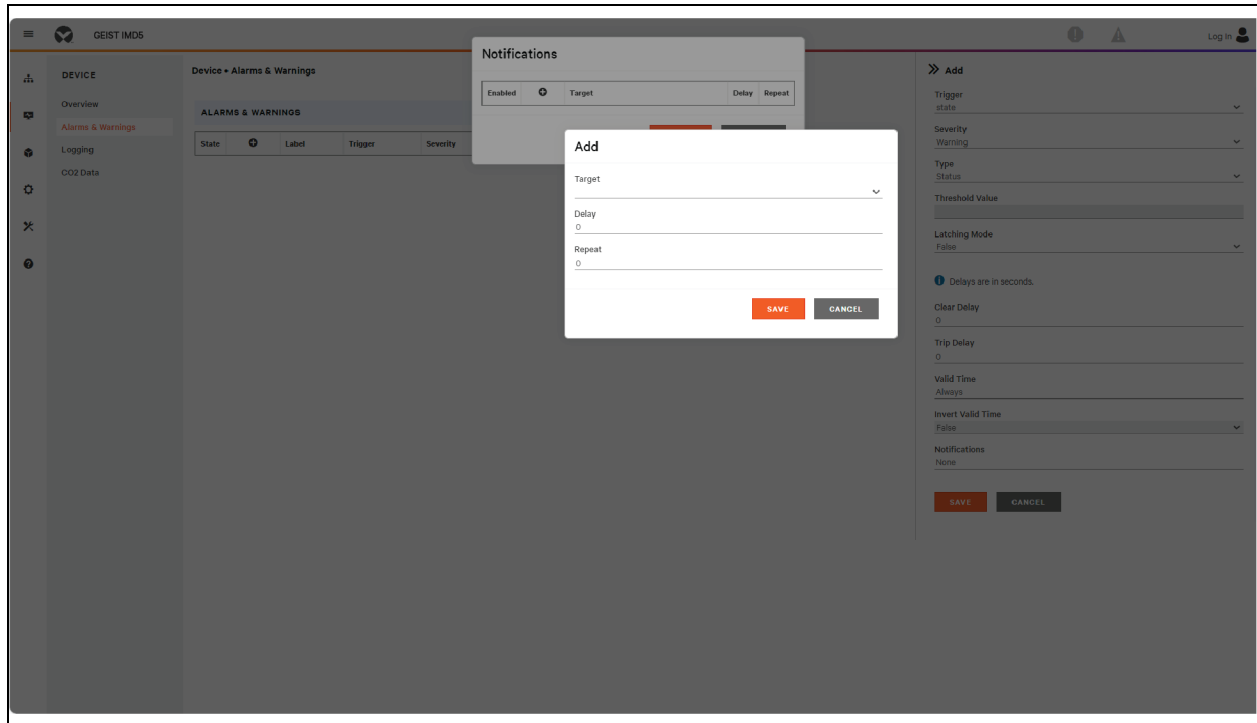 GEIST IMD5
Log In
DEVICE
Overview
Alarms & Warnings
Logging
CO2 Data
Device • Alarms & Warnings
ALARMS & WARNINGS
State Label Trigger Severity
Notifications
Enabled Target Delay Repeat
Add
Target
Delay
0
Repeat
0
SAVE CANCEL
Add
Trigger
state
Severity
Warning
Type
Status
Threshold Value
Latching Mode
False
Delays are in seconds.
Clear Delay
0
Trip Delay
0
Valid Time
Always
Invert Valid Time
False
Notifications
None
SAVE CANCEL